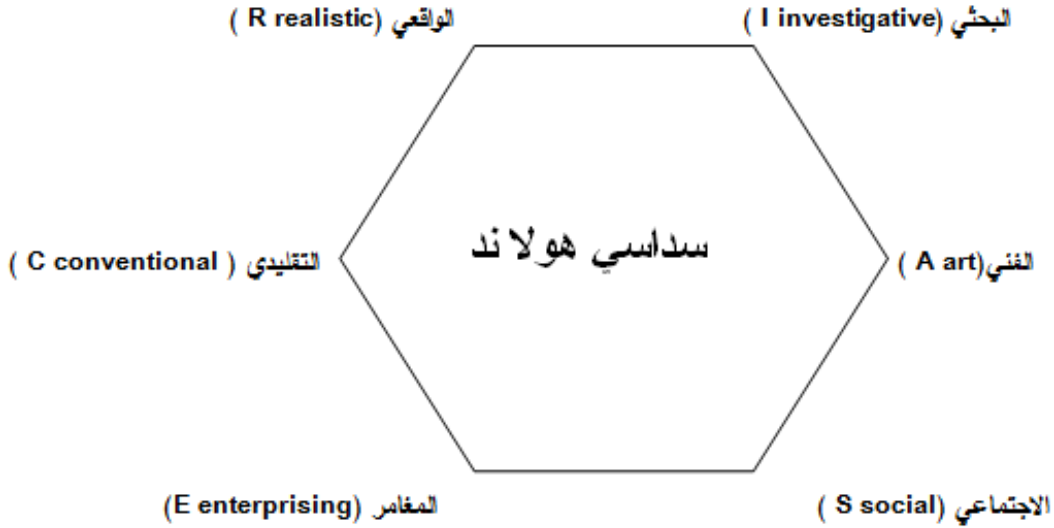 الواقعي (R realistic )
البحثي (I investigative )
سداسي هولاند
التقليدي ( C conventional )
الفني(A art )
المغامر (E enterprising)
الاجتماعي (S social )